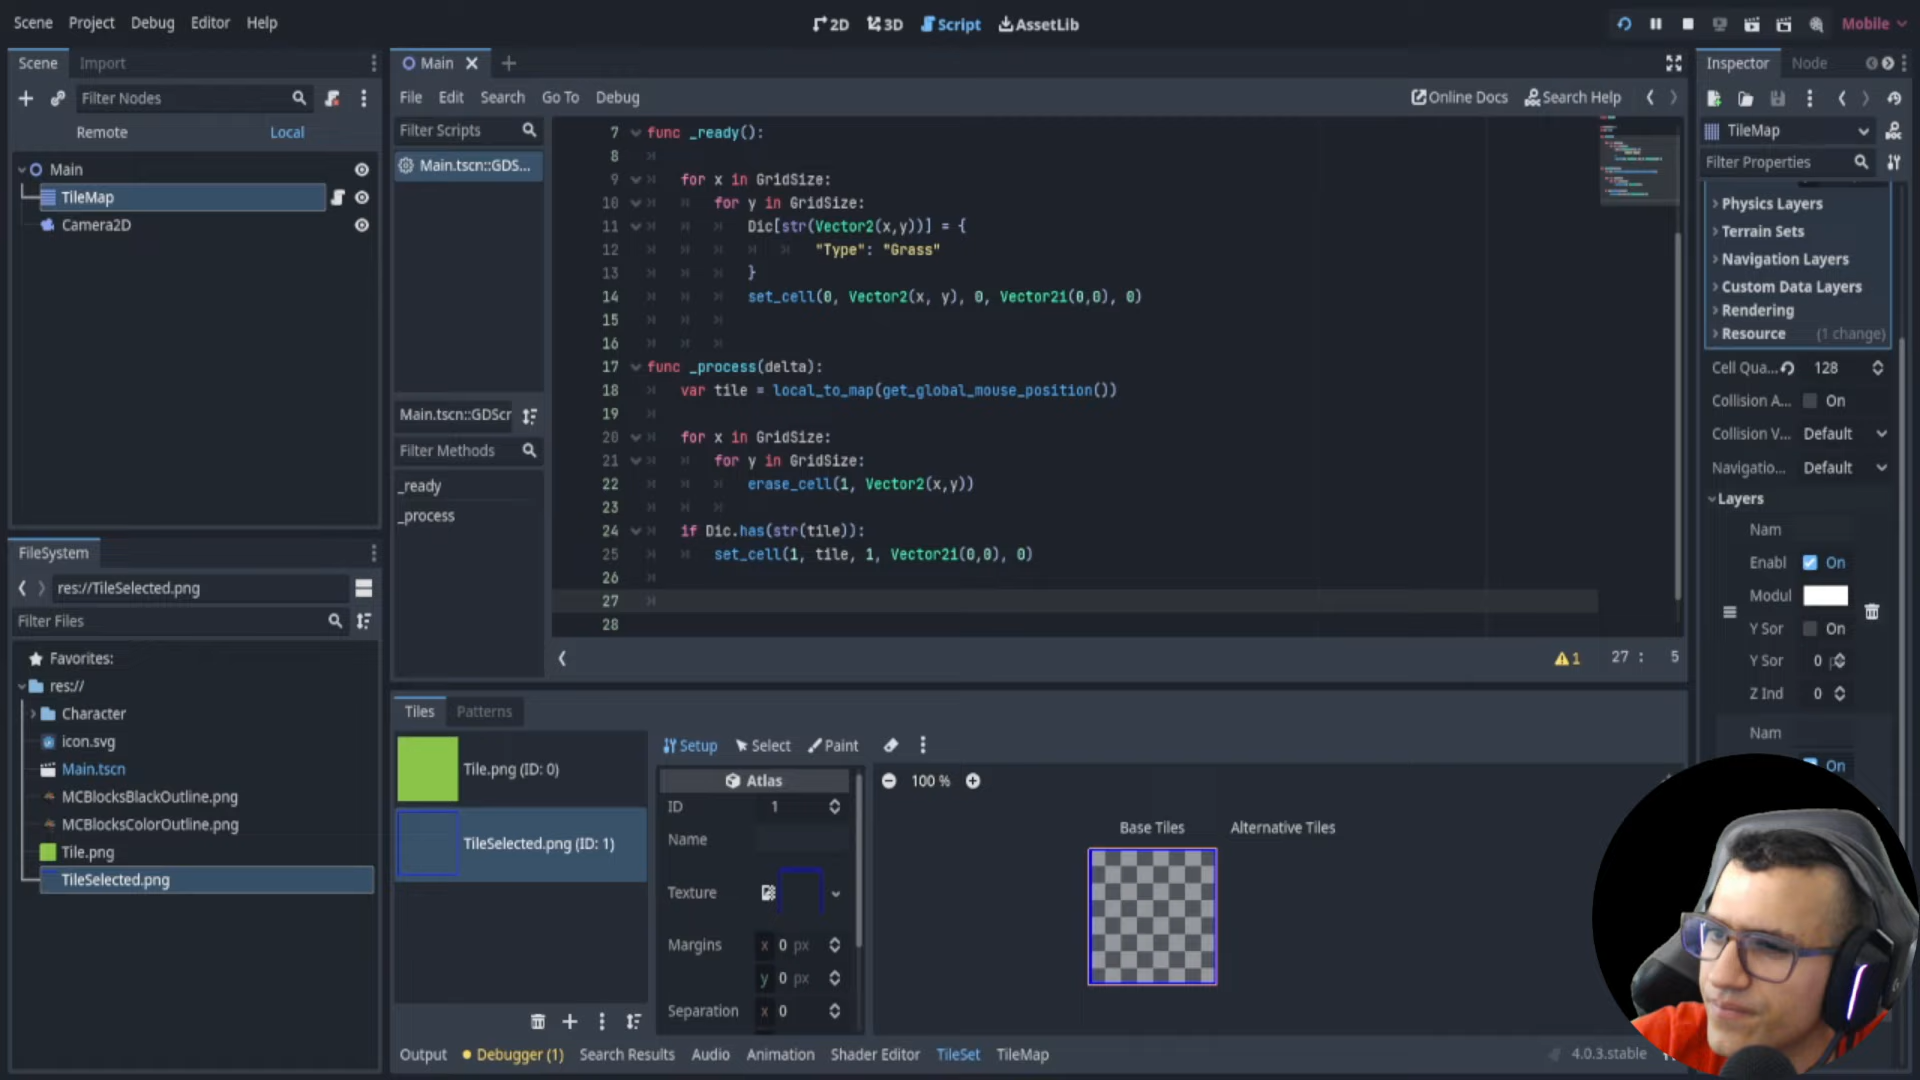 Scene Project Debug Editor Help
2D 3D Script AssetLib
Mobile
Scene Import
Filter Nodes
Remote Local
Main
TileMap
Camera2D
FileSystem
res://TileSelected.png
Filter Files
Favorites:
res://
Character
icon.svg
Main.tscn
MCBlocksBlackOutline.png
MCBlocksColorOutline.png
Tile.png
TileSelected.png
Main
File Edit Search Go To Debug
Online Docs Search Help
Filter Scripts
Main.tscn::GDS...
Main.tscn::GDScr
Filter Methods
_ready
_process
7 func _ready():
8
9 for x in GridSize:
10 for y in GridSize:
11 Dic[str(Vector2(x,y))] = {
12 "Type": "Grass"
13 }
14 set_cell(0, Vector2(x, y), 0, Vector2i(0,0), 0)
15
16
17 func _process(delta):
18 var tile = local_to_map(get_global_mouse_position())
19
20 for x in GridSize:
21 for y in GridSize:
22 erase_cell(1, Vector2(x,y))
23
24 if Dic.has(str(tile)):
25 set_cell(1, tile, 1, Vector2i(0,0), 0)
26
27
28
1 27 : 5
Tiles Patterns
Tile.png (ID: 0)
TileSelected.png (ID: 1)
Setup Select Paint
Atlas
ID 1
Name
Texture
Margins x 0 px
y 0 px
Separation x 0
100 %
Base Tiles Alternative Tiles
Output Debugger (1) Search Results Audio Animation Shader Editor TileSet TileMap
4.0.3.stable
Inspector Node
TileMap
Filter Properties
Physics Layers
Terrain Sets
Navigation Layers
Custom Data Layers
Rendering
Resource (1 change)
Cell Qua... 128
Collision A... On
Collision V... Default
Navigatio... Default
Layers
Nam
Enabl On
Modul
Y Sor On
Y Sor 0 p
Z Ind 0
Nam
On